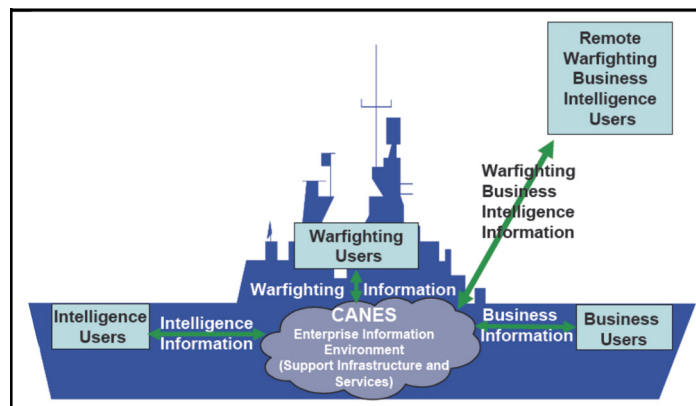 Remote
Warfighting
Business
Intelligence
Users
Warfighting
Business
Intelligence
Information
Warfighting
Users
Warfighting Information
Intelligence
Users
Intelligence
Information
CANES
Enterprise Information
Environment
(Support Infrastructure and
Services)
Business
Information
Business
Users